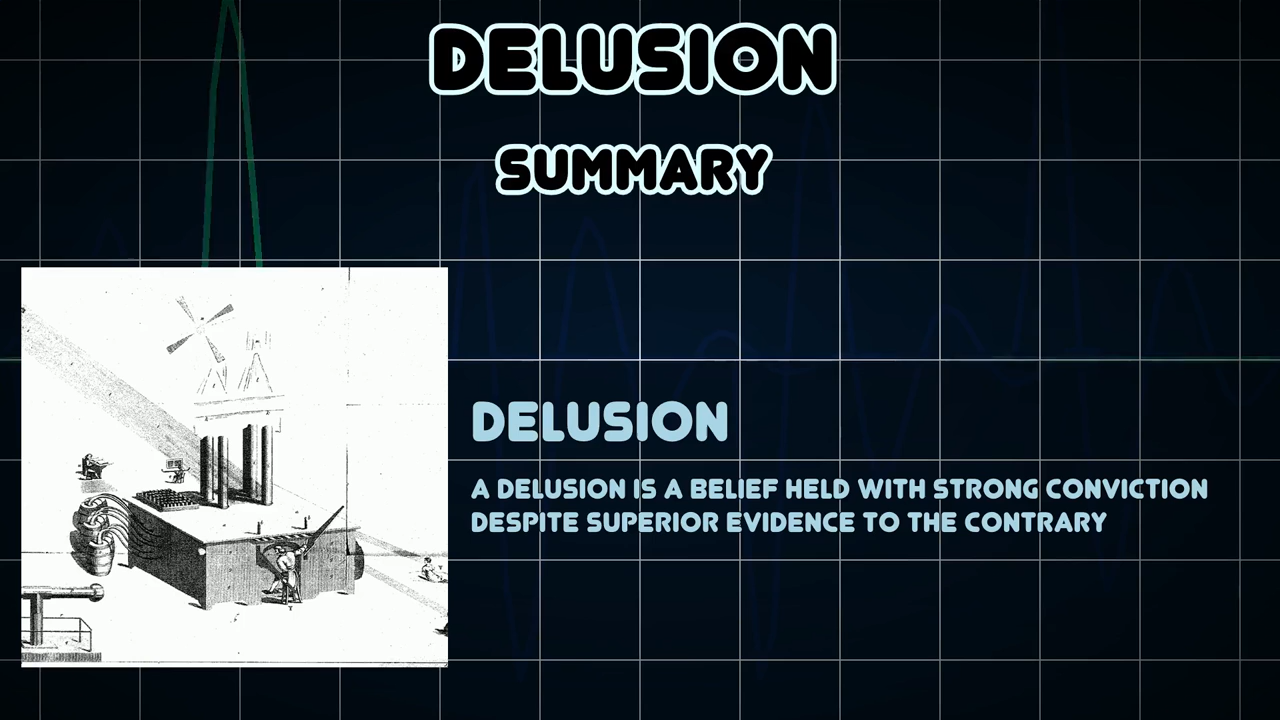 DELUSION
SUMMARY
DELUSION
A DELUSION IS A BELIEF HELD WITH STRONG CONVICTION
DESPITE SUPERIOR EVIDENCE TO THE CONTRARY